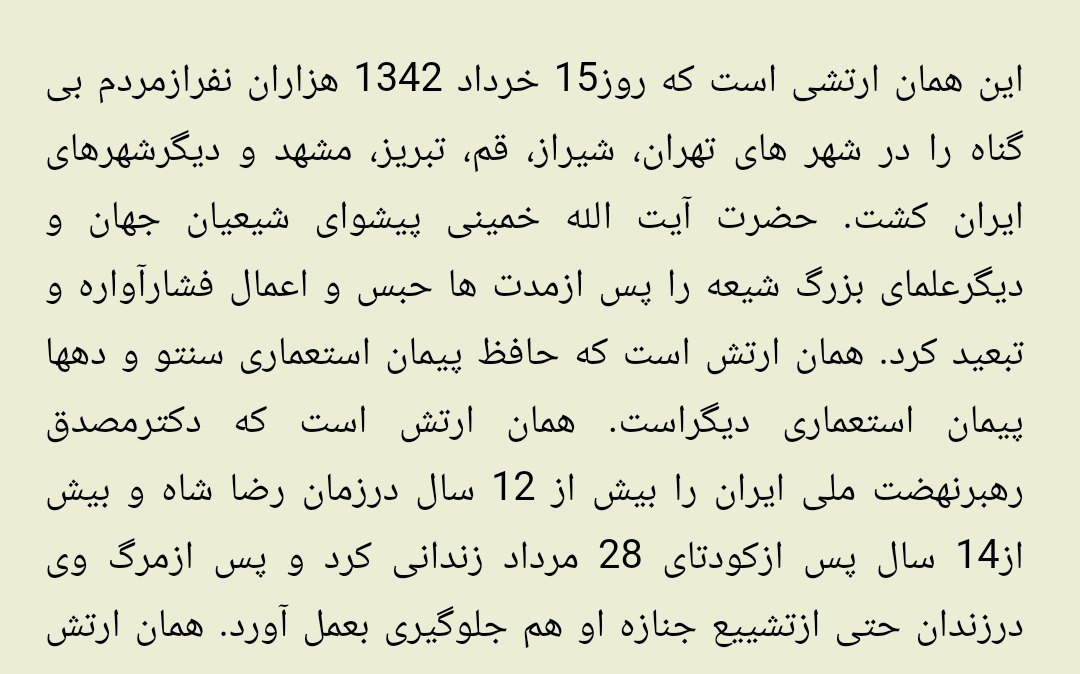 این همان ارتشی است که روز15 خرداد 1342 هزاران نفرازمردم بی
گناه را در شهر های تهران، شیراز، قم، تبریز، مشهد و دیگرشهرهای
ایران کشت. حضرت آیت الله خمینی پیشوای شیعیان جهان و
دیگرعلمای بزرگ شیعه را پس ازمدت ها حبس و اعمال فشارآواره و
تبعید کرد. همان ارتش است که حافظ پیمان استعماری سنتو و دهها
پیمان استعماری دیگراست. همان ارتش است که دکترمصدق
رهبرنهضت ملی ایران را بیش از 12 سال درزمان رضا شاه و بیش
از14 سال پس ازکودتای 28 مرداد زندانی کرد و پس ازمرگ وی
درزندان حتی ازتشییع جنازه او هم جلوگیری بعمل آورد. همان ارتش